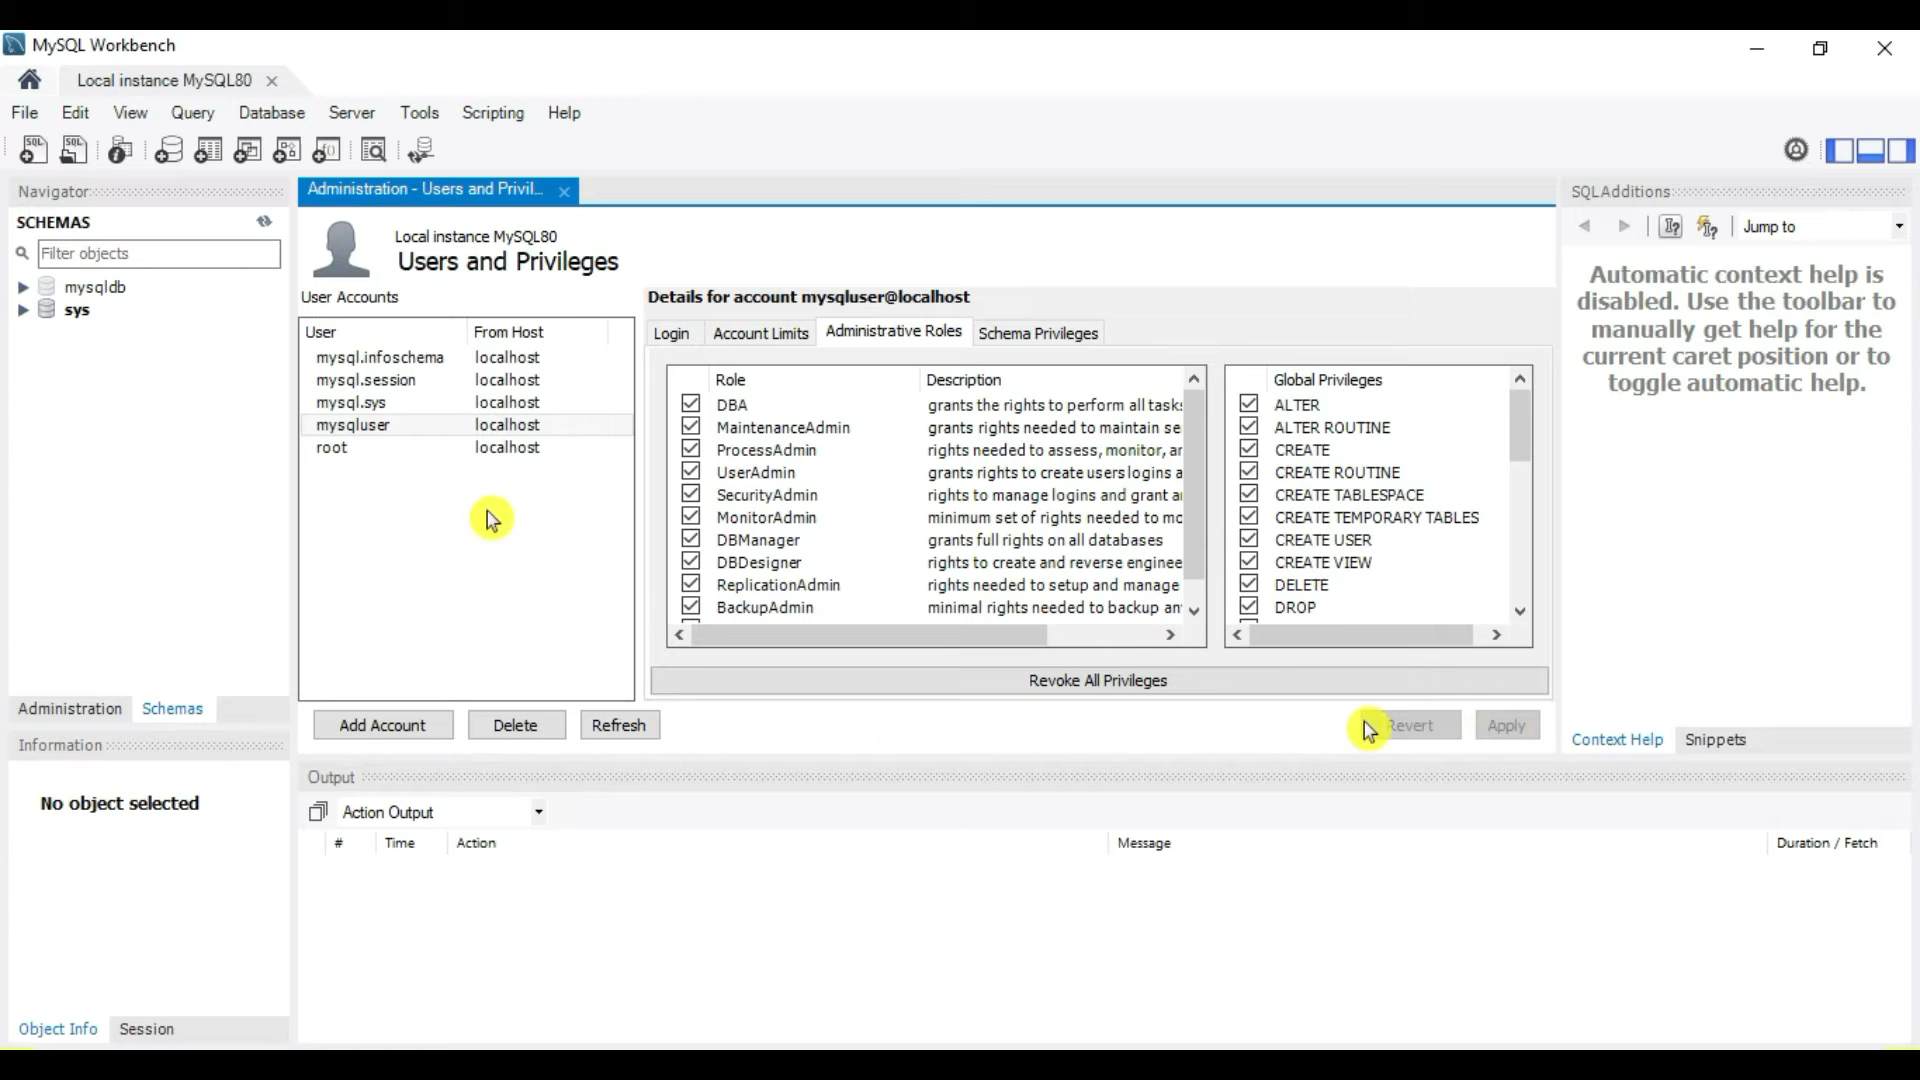 MySQL Workbench
Local instance MySQL80
File Edit View Query Database Server Tools Scripting Help
SQL SQL
Navigator
SCHEMAS
Filter objects
mysqldb
sys
Administration Schemas
Information
No object selected
Object Info Session
Administration - Users and Privil...
Local instance MySQL80
Users and Privileges
User Accounts
User From Host
mysql.infoschema localhost
mysql.session localhost
mysql.sys localhost
mysqluser localhost
root localhost
Add Account Delete Refresh
Details for account mysqluser@localhost
Login Account Limits Administrative Roles Schema Privileges
Role Description
DBA grants the rights to perform all tasks
MaintenanceAdmin grants rights needed to maintain se
ProcessAdmin rights needed to assess, monitor, ar
UserAdmin grants rights to create users logins a
SecurityAdmin rights to manage logins and grant a
MonitorAdmin minimum set of rights needed to mo
DBManager grants full rights on all databases
DBDesigner rights to create and reverse enginee
ReplicationAdmin rights needed to setup and manage
BackupAdmin minimal rights needed to backup an
Global Privileges
ALTER
ALTER ROUTINE
CREATE
CREATE ROUTINE
CREATE TABLESPACE
CREATE TEMPORARY TABLES
CREATE USER
CREATE VIEW
DELETE
DROP
Revoke All Privileges
Revert Apply
SQLAdditions
Jump to
Automatic context help is
disabled. Use the toolbar to
manually get help for the
current caret position or to
toggle automatic help.
Context Help Snippets
Output
Action Output
# Time Action Message Duration / Fetch